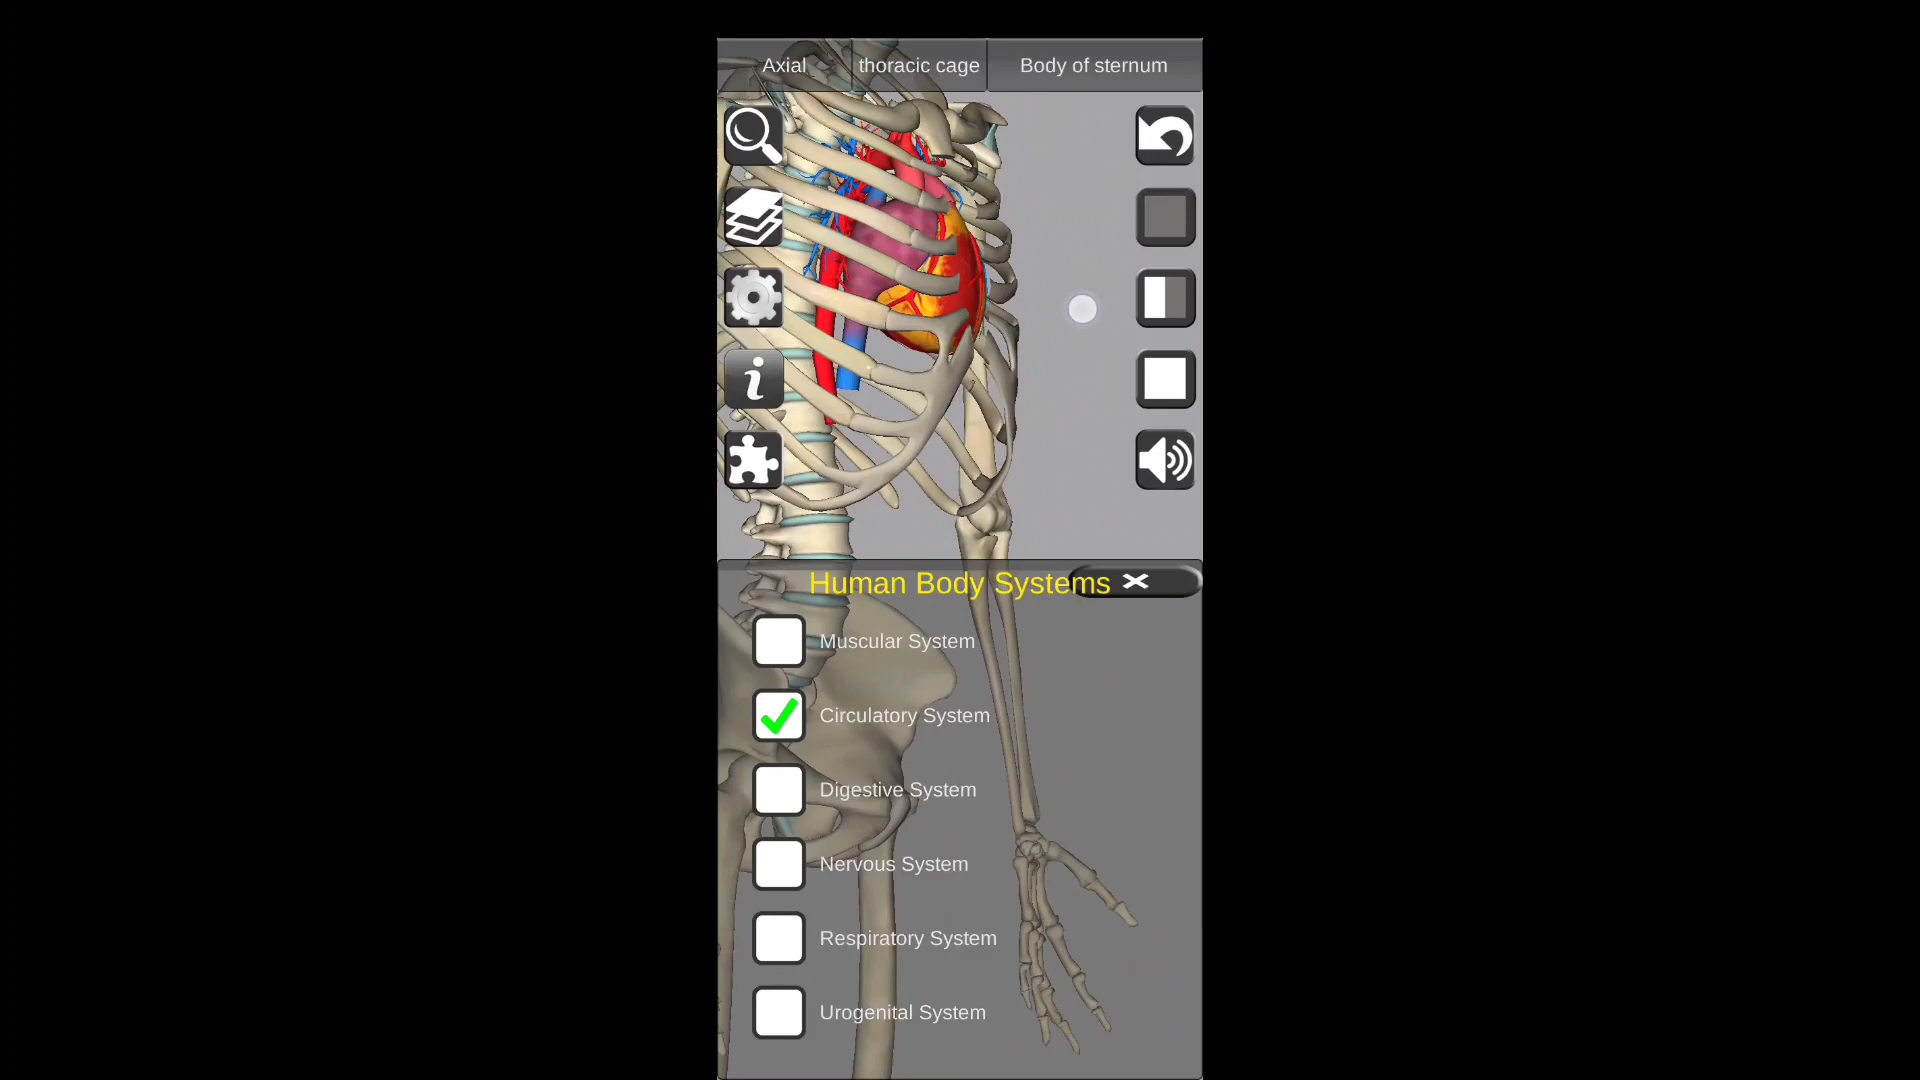 Axial
thoracic cage
Body of sternum
Human Body Systems
Muscular System
Circulatory System
Digestive System
Nervous System
Respiratory System
Urogenital System